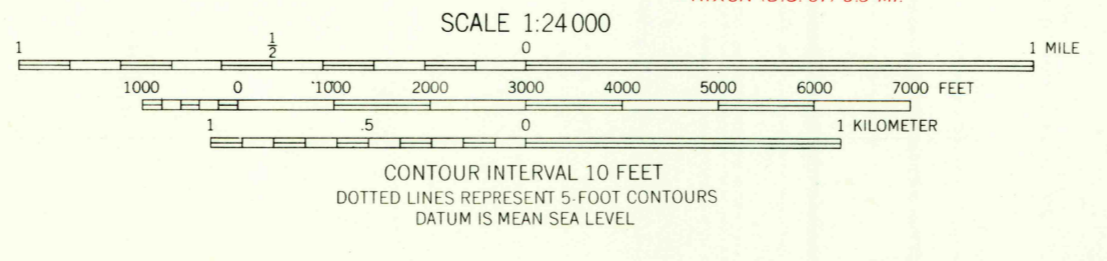 SCALE 1:24 000
1 ½ 0 1 MILE
1000 0 1000 2000 3000 4000 5000 6000 7000 FEET
1 .5 0 1 KILOMETER
CONTOUR INTERVAL 10 FEET
DOTTED LINES REPRESENT 5-FOOT CONTOURS
DATUM IS MEAN SEA LEVEL